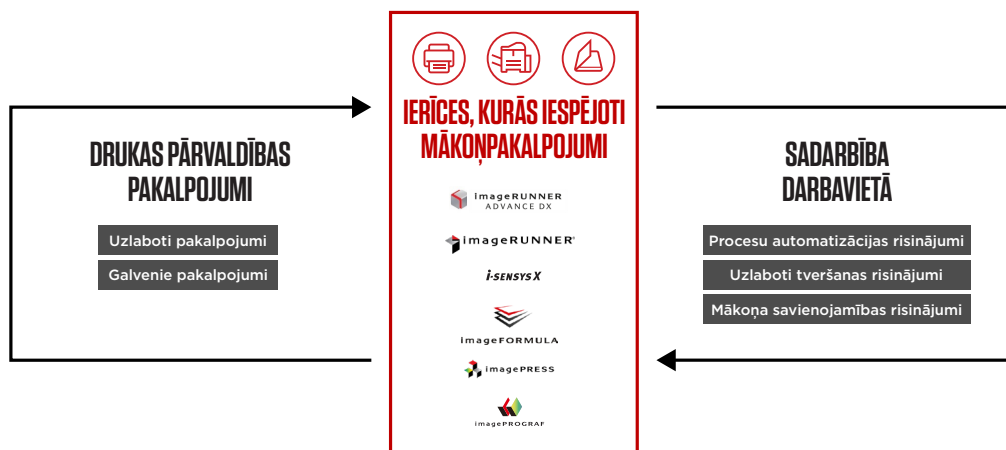 DRUKAS PĀRVALDĪBAS
PAKALPOJUMI
Uzlaboti pakalpojumi
Galvenie pakalpojumi
IERĪCES, KURĀS IESPĒJOTI
MĀKOŅPAKALPOJUMI
imageRUNNER
ADVANCE DX
imageRUNNER®
i-SENSYS X
imageFORMULA
imagePRESS
imagePROGRAF
SADARBĪBA
DARBAVIETĀ
Procesu automatizācijas risinājumi
Uzlaboti tveršanas risinājumi
Mākoņa savienojamības risinājumi